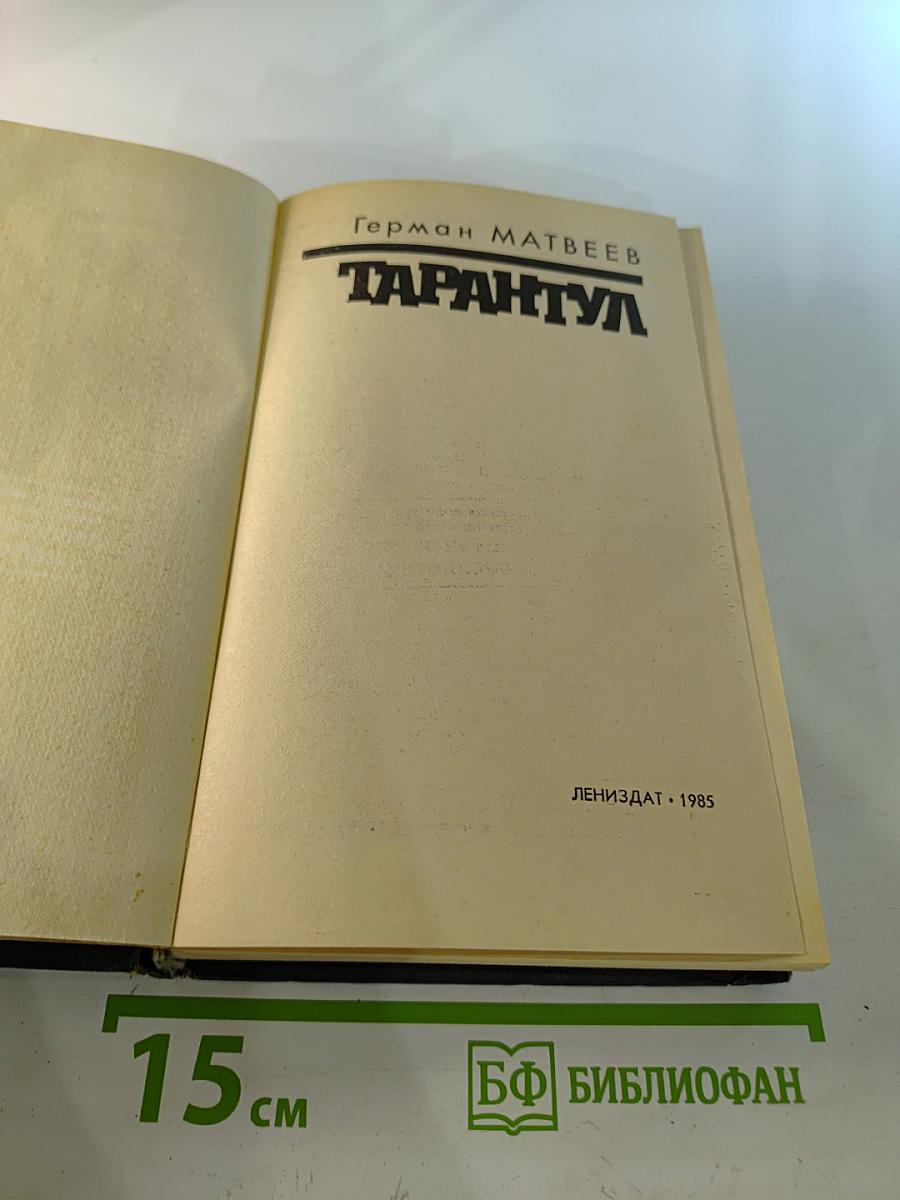 Герман МАТВЕЕВ
ТАРАНТУЛ
ЛЕНИЗДАТ • 1985
15 см
БФ БИБЛИОФАН